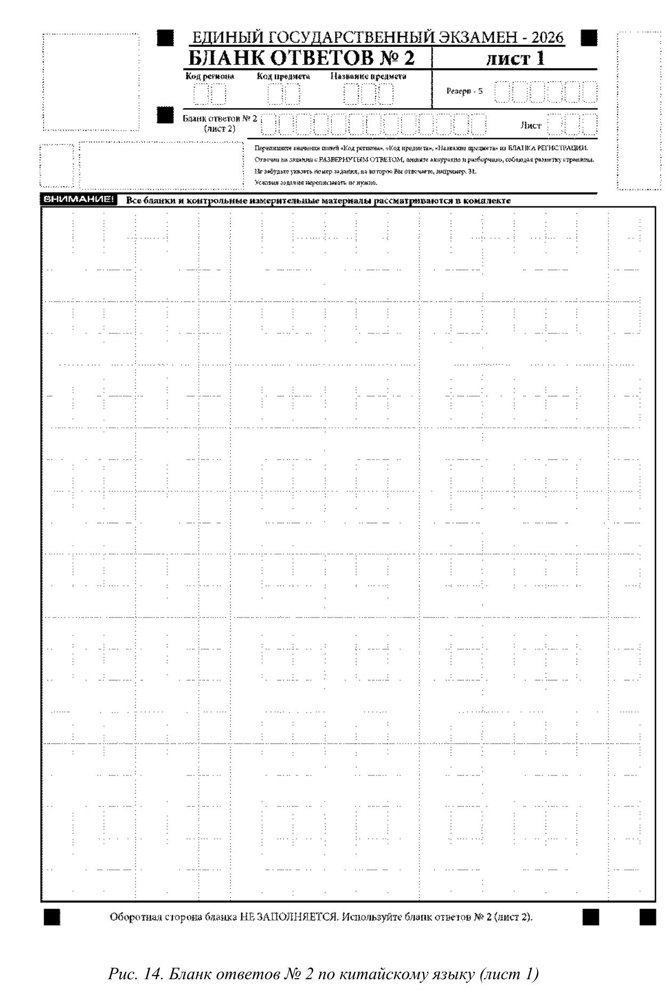 ЕДИНЫЙ ГОСУДАРСТВЕННЫЙ ЭКЗАМЕН - 2026
БЛАНК ОТВЕТОВ № 2 лист 1
Код региона Код предмета Название предмета
Резерв - 5
Бланк ответов № 2 (лист 2) Лист
Перепишите значения полей «Код региона», «Код предмета», «Название предмета» из БЛАНКА РЕГИСТРАЦИИ.
Отвечая на задания с РАЗВЕРНУТЫМ ОТВЕТОМ, пишите аккуратно и разборчиво, соблюдая разметку страницы.
Не забудьте указать номер задания, на которое Вы отвечаете, например, 31.
Условия задания переписывать не нужно.
ВНИМАНИЕ! Все бланки и контрольные измерительные материалы рассматриваются в комплекте
Оборотная сторона бланка НЕ ЗАПОЛНЯЕТСЯ. Используйте бланк ответов № 2 (лист 2).
Рис. 14. Бланк ответов № 2 по китайскому языку (лист 1)